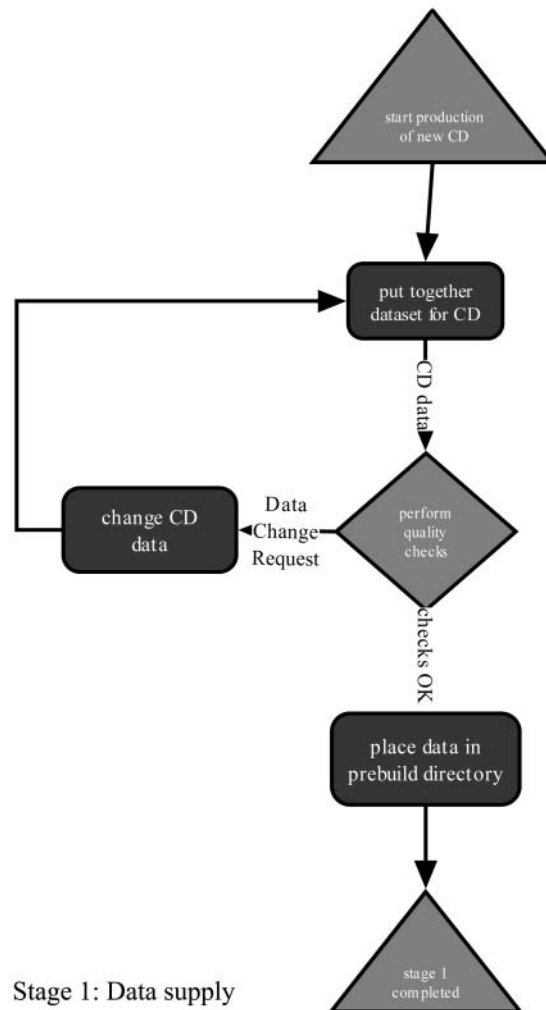 start production
of new CD
put together
dataset for CD
CD data
perform
quality
checks
Data
Change
Request
change CD
data
checks OK
place data in
prebuild directory
stage 1
completed
Stage 1: Data supply